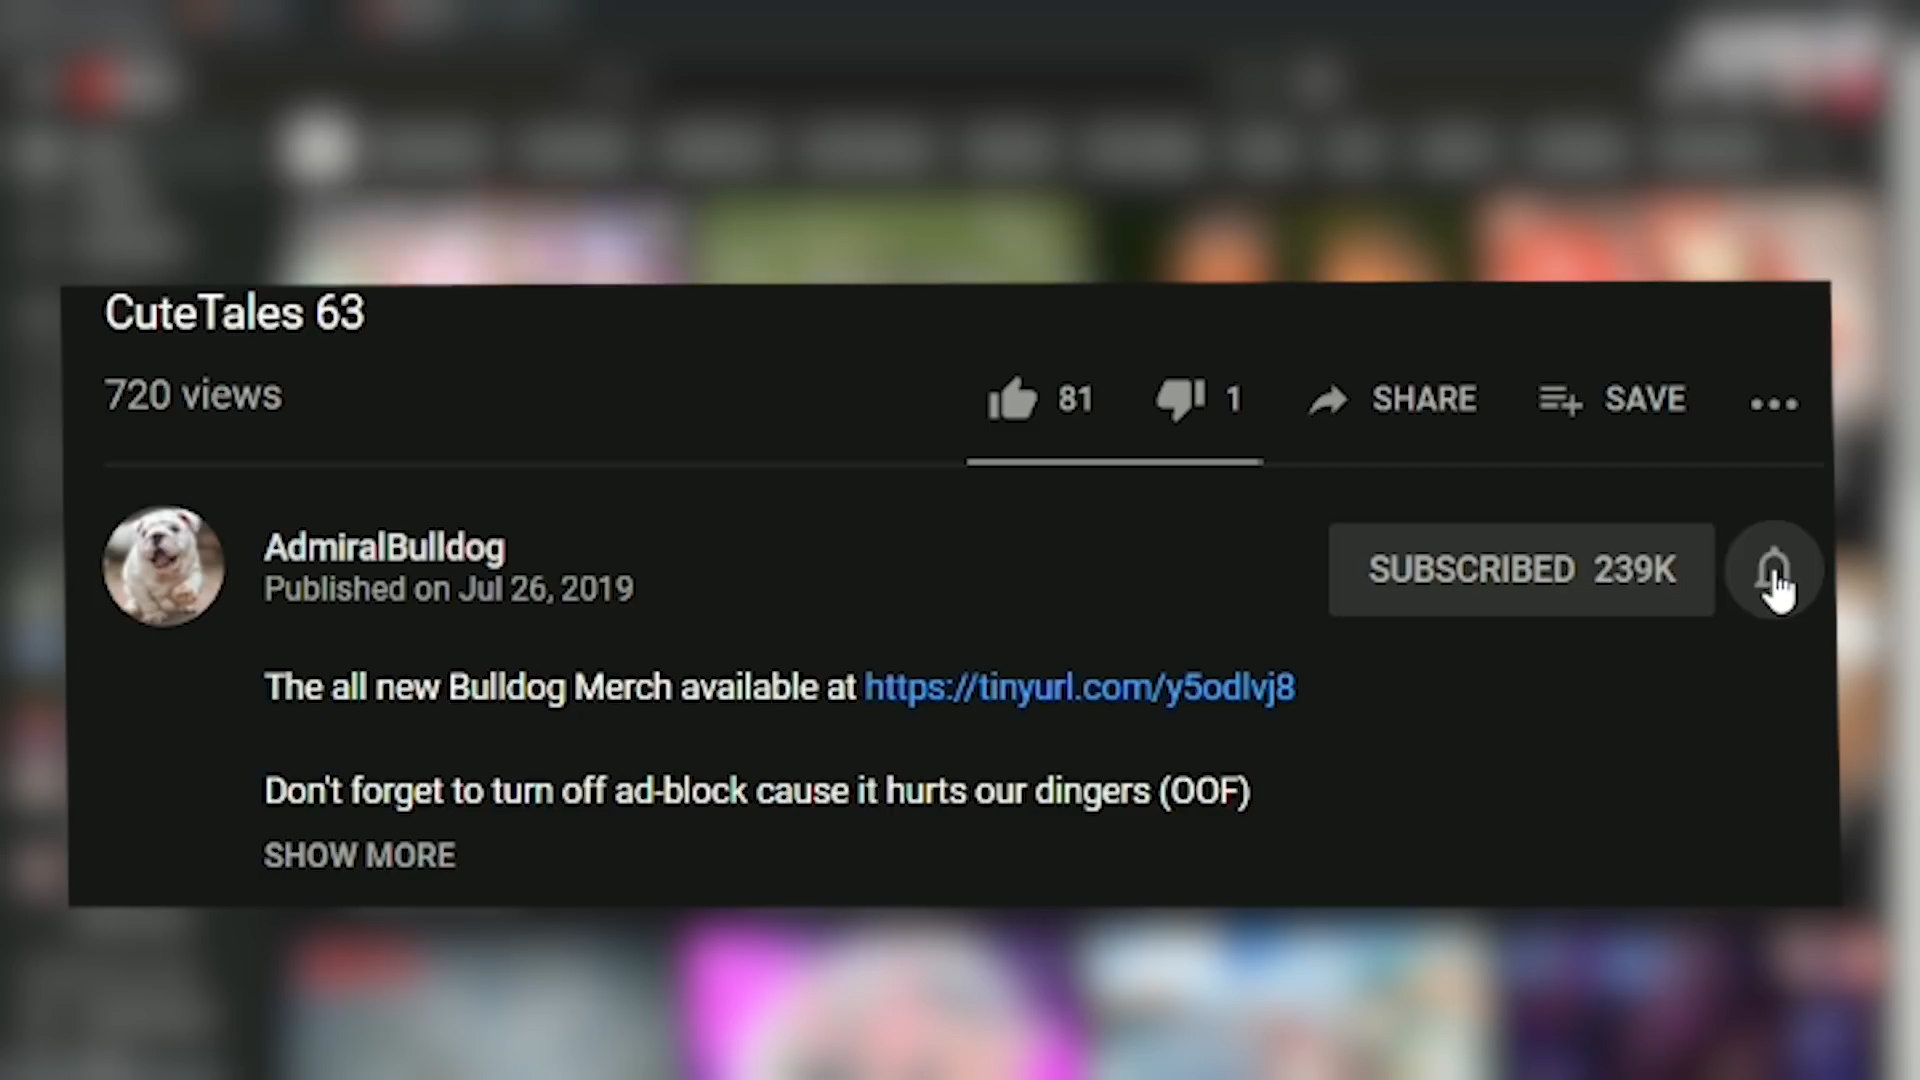 CuteTales 63
720 views
81 1 SHARE SAVE
AdmiralBulldog
Published on Jul 26, 2019
SUBSCRIBED 239K
The all new Bulldog Merch available at https://tinyurl.com/y5odlvj8
Don't forget to turn off ad-block cause it hurts our dingers (OOF)
SHOW MORE